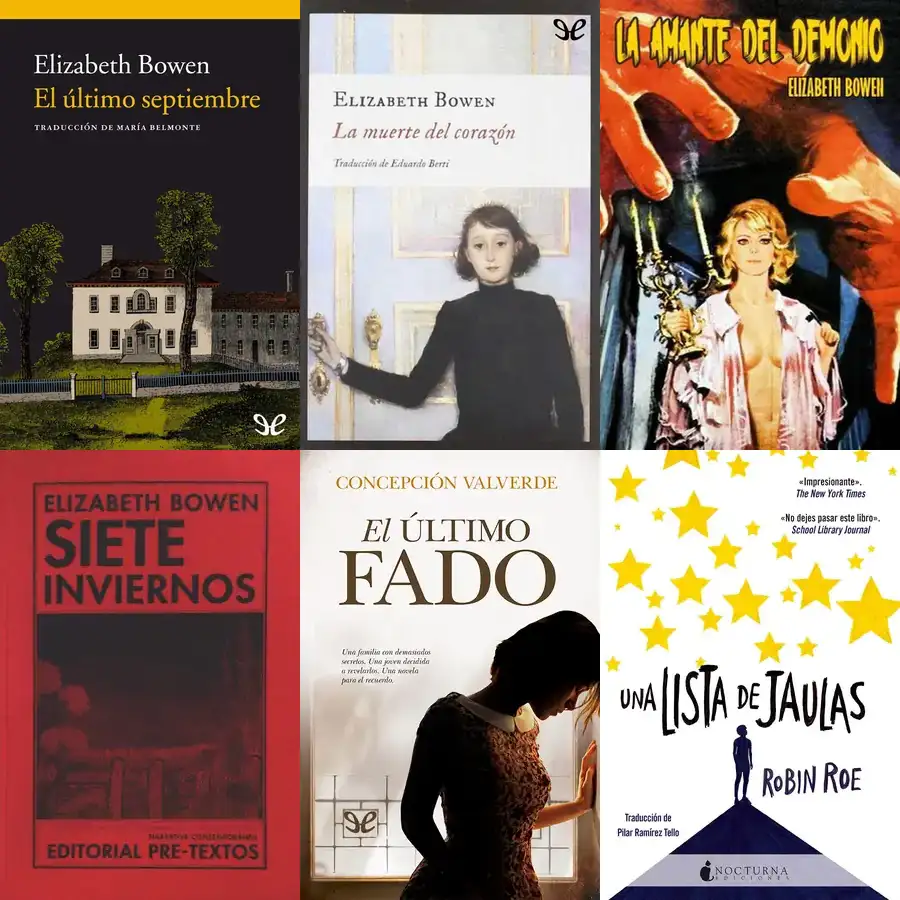 Elizabeth Bowen
El último septiembre
TRADUCCIÓN DE MARÍA BELMONTE
ELIZABETH BOWEN
La muerte del corazón
Traducción de Eduardo Berti
LA AMANTE DEL DEMONIO
ELIZABETH BOWEN
ELIZABETH BOWEN
SIETE
INVIERNOS
NARRATIVA CONTEMPORÁNEA
EDITORIAL PRE-TEXTOS
CONCEPCIÓN VALVERDE
El ÚLTIMO
FADO
Una familia con demasiados
secretos. Una joven decidida
a revelarlos. Una novela
para el recuerdo.
«Impresionante».
The New York Times
«No dejes pasar este libro».
School Library Journal
UNA LISTA DE JAULAS
ROBIN ROE
Traducción de
Pilar Ramírez Tello
NOCTURNA
EDICIONES